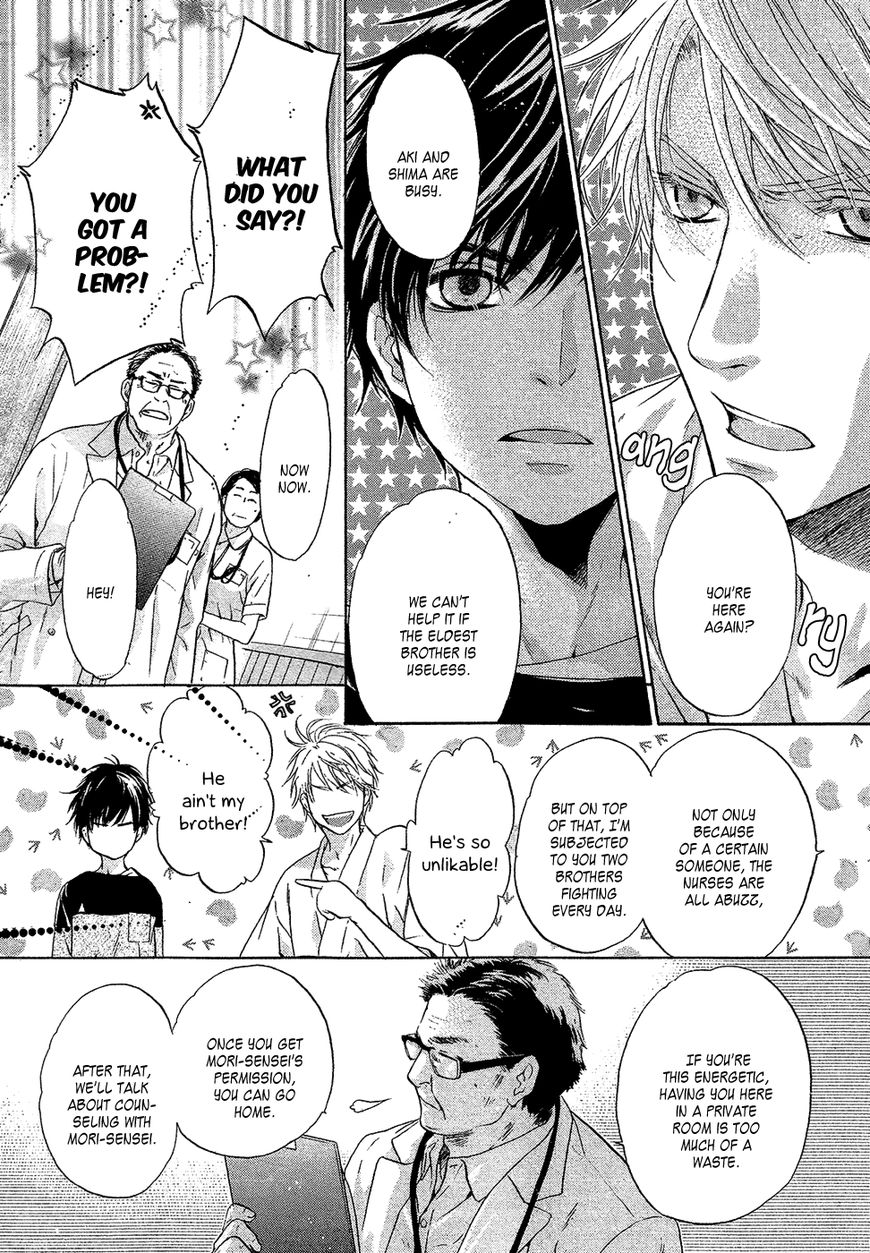 YOU'RE
HERE
AGAIN?
ang
ry
AKI AND
SHIMA ARE
BUSY.
WE CAN'T
HELP IT IF
THE ELDEST
BROTHER IS
USELESS.
WHAT
DID YOU
SAY?!
YOU
GOT A
PROB-
LEM?!
NOW
NOW.
HEY!
NOT ONLY
BECAUSE
OF A CERTAIN
SOMEONE, THE
NURSES ARE
ALL ABUZZ,
BUT ON TOP
OF THAT, I'M
SUBJECTED
TO YOU TWO
BROTHERS
FIGHTING
EVERY DAY.
He's so
unlikable!
He
ain't my
brother!
IF YOU'RE
THIS ENERGETIC,
HAVING YOU HERE
IN A PRIVATE
ROOM IS TOO
MUCH OF A
WASTE.
ONCE YOU GET
MORI-SENSEI'S
PERMISSION,
YOU CAN GO
HOME.
AFTER THAT,
WE'LL TALK
ABOUT COUN-
SELING WITH
MORI-SENSEI.